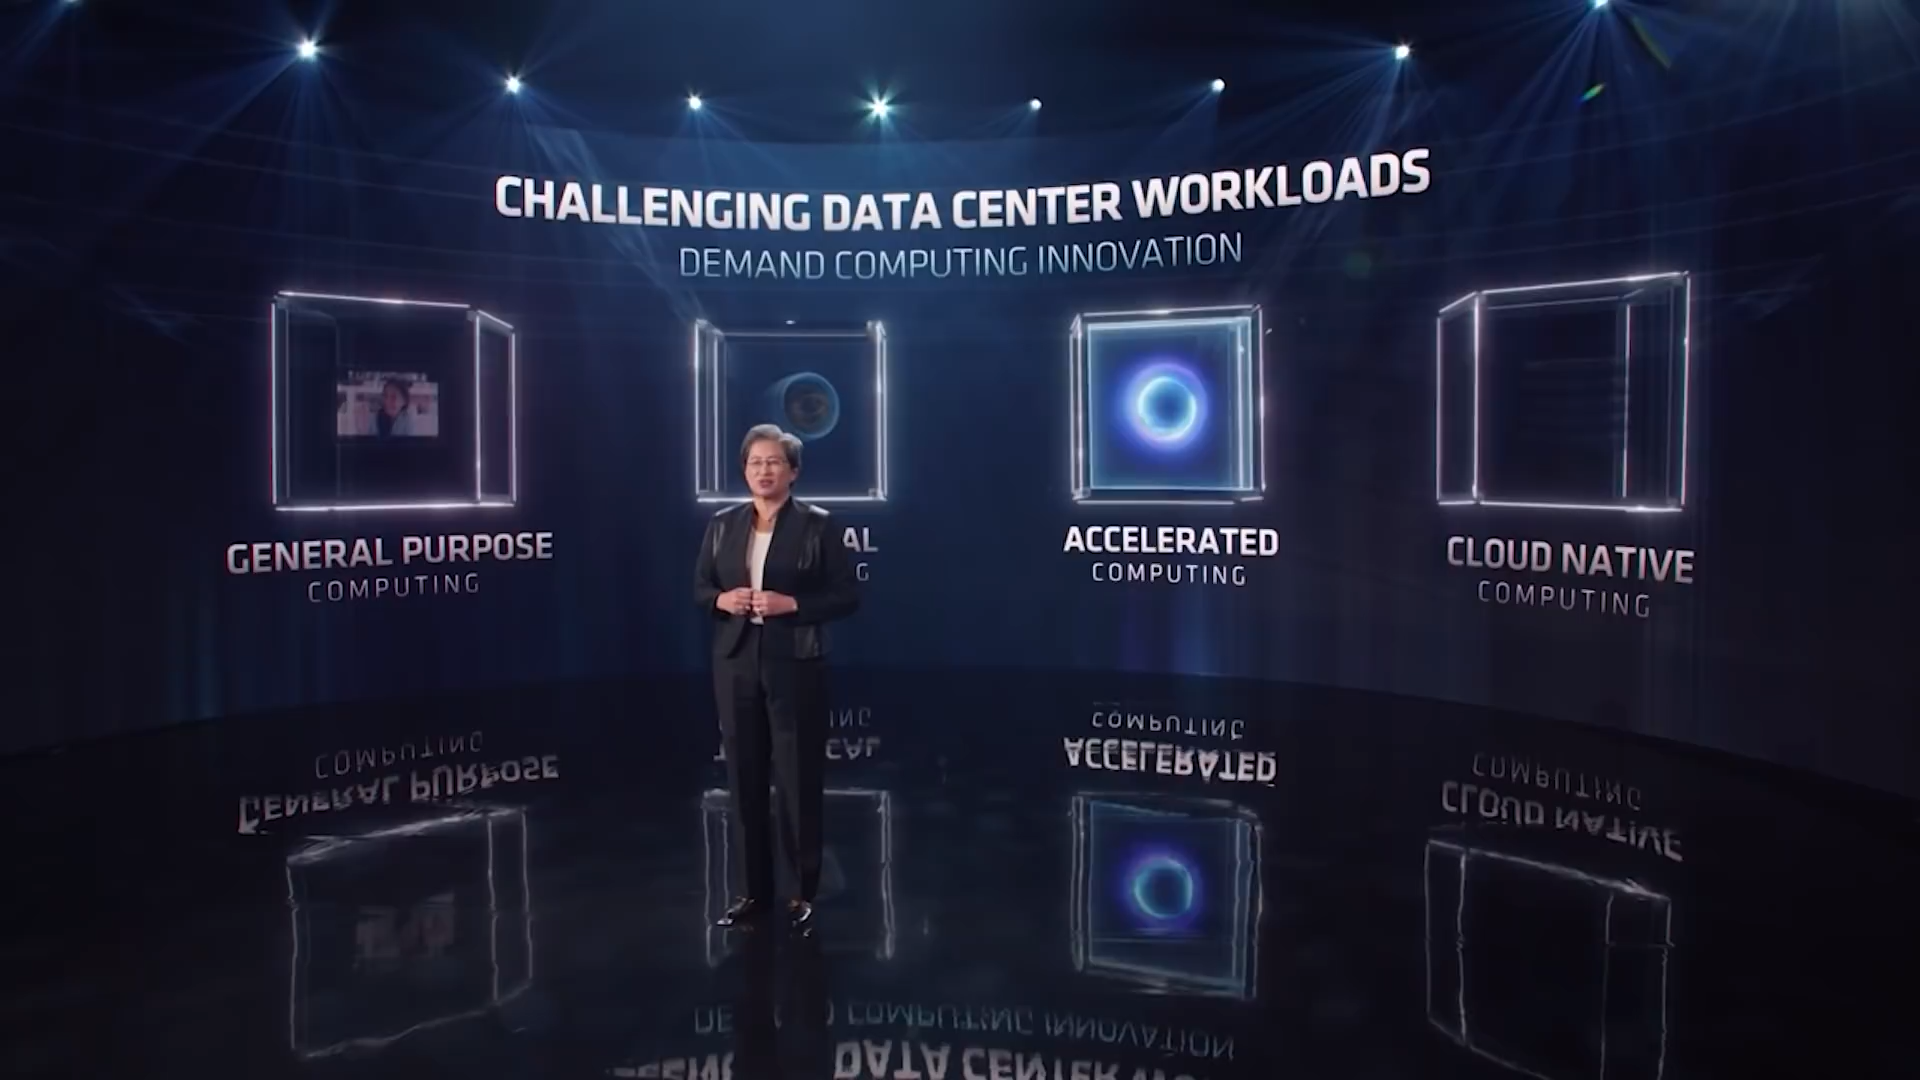 CHALLENGING DATA CENTER WORKLOADS
DEMAND COMPUTING INNOVATION
GENERAL PURPOSE
COMPUTING
ACCELERATED
COMPUTING
CLOUD NATIVE
COMPUTING